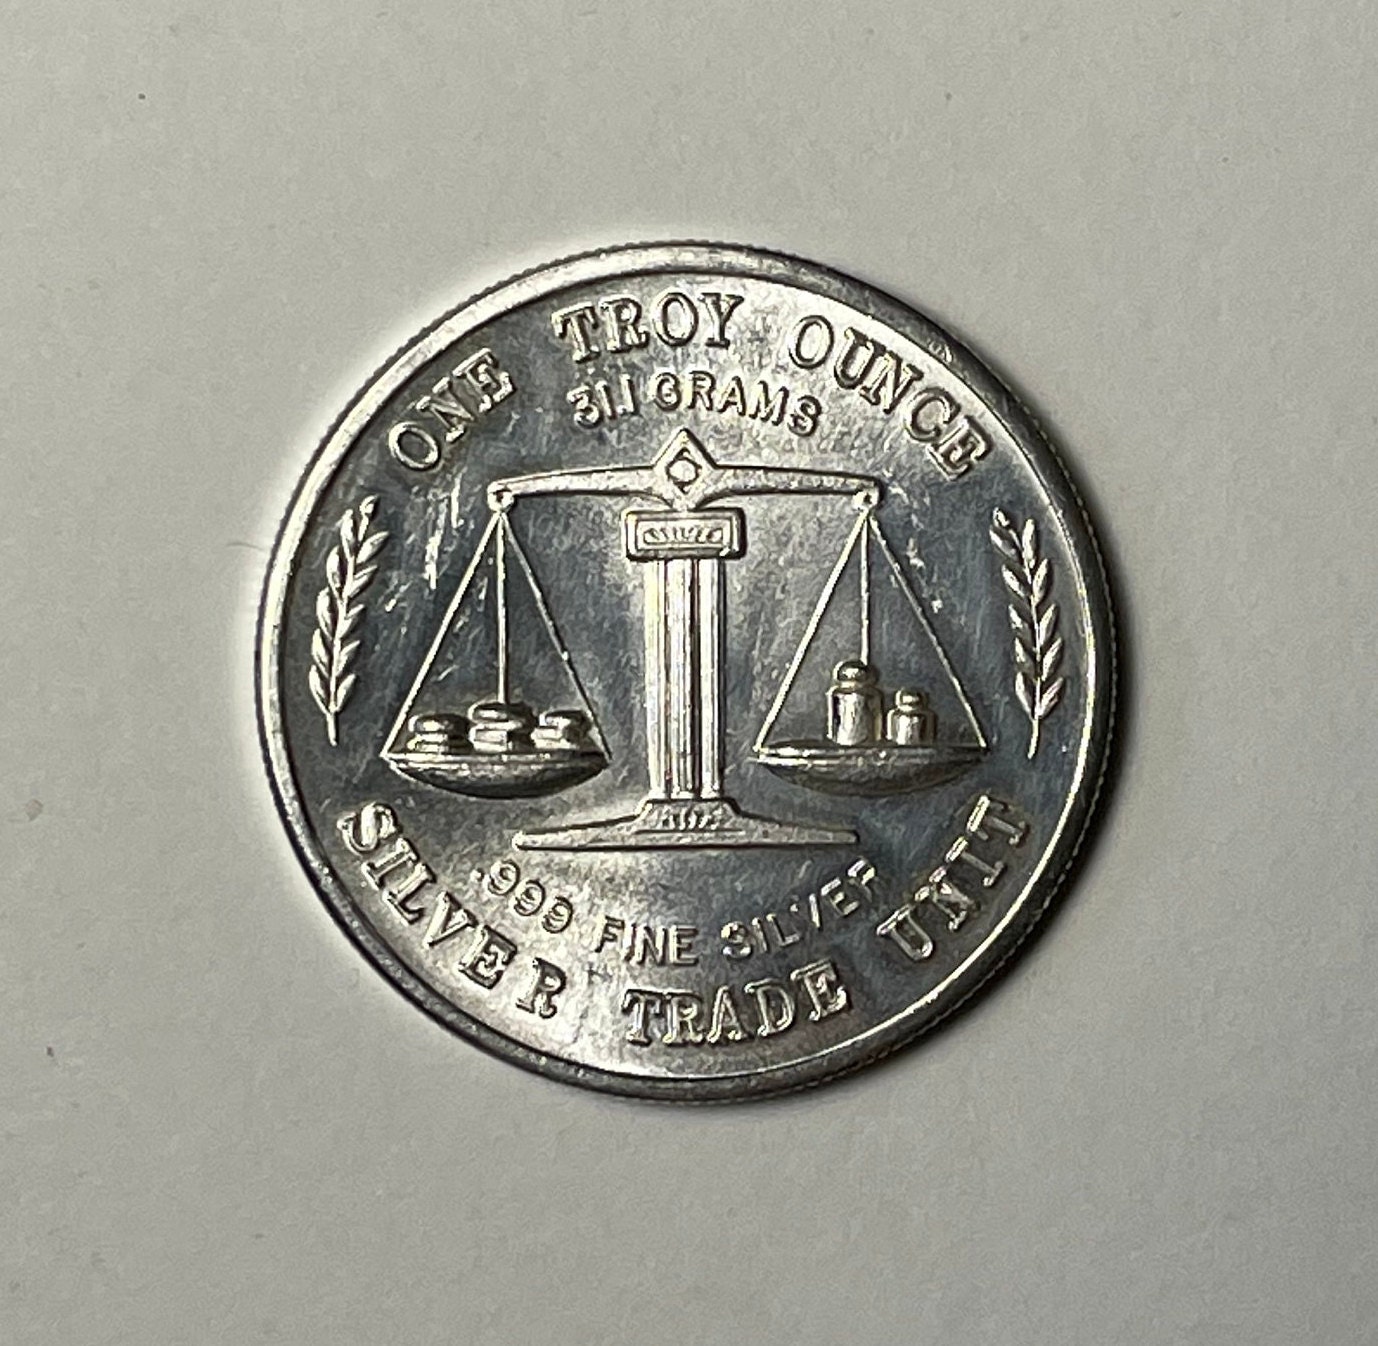 ONE TROY OUNCE
31.1 GRAMS
.999 FINE SILVER
SILVER TRADE UNIT